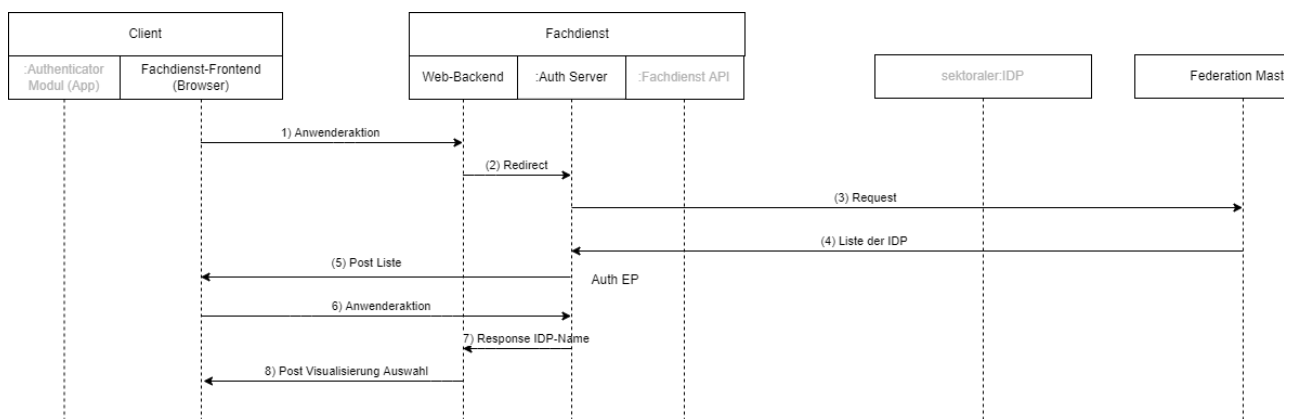 Client
Fachdienst
:Authenticator
Modul (App)
Fachdienst-Frontend
(Browser)
Web-Backend
:Auth Server
:Fachdienst API
sektoraler:IDP
Federation Mast
1) Anwenderaktion
(2) Redirect
(3) Request
(4) Liste der IDP
(5) Post Liste
Auth EP
6) Anwenderaktion
7) Response IDP-Name
8) Post Visualisierung Auswahl